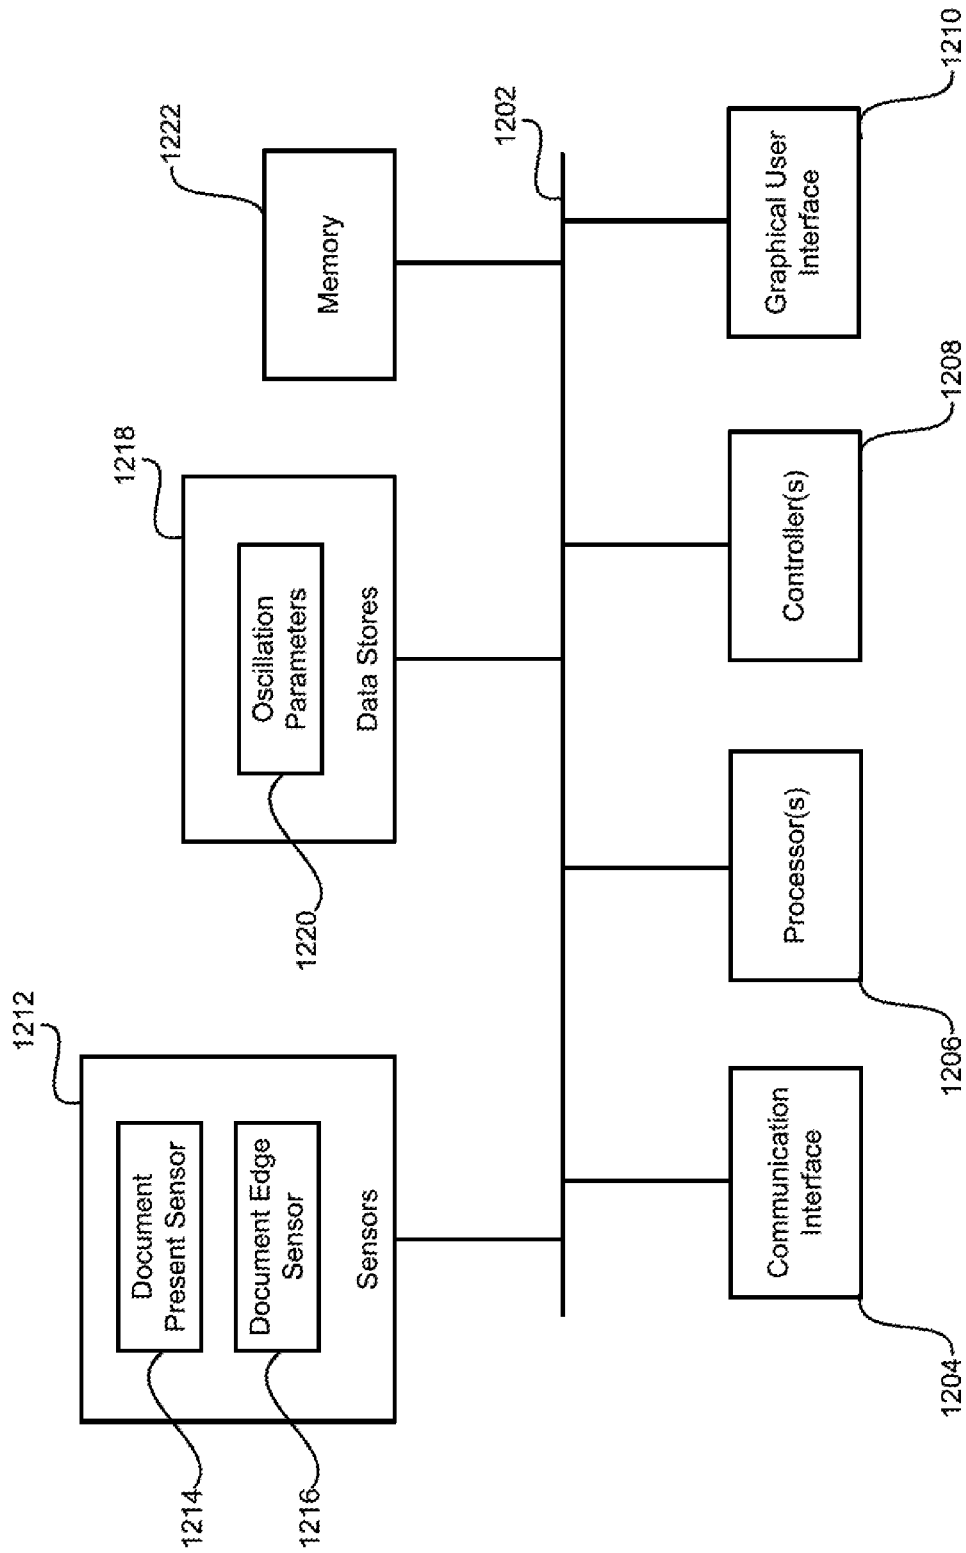 1212
Document
Present Sensor
Document Edge
Sensor
Sensors
1214
1216
1218
Oscillation
Parameters
Data Stores
1220
1222
Memory
1202
Communication
Interface
1204
Processor(s)
1206
Controller(s)
1208
Graphical User
Interface
1210